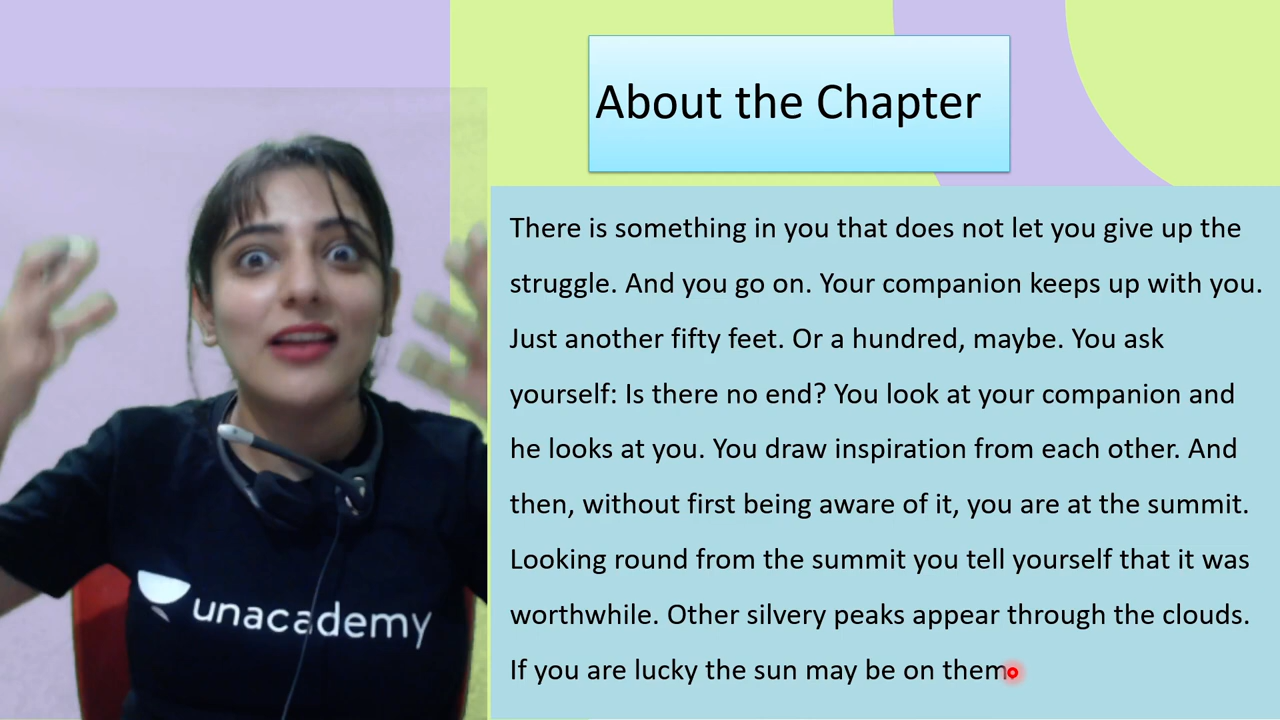 About the Chapter
There is something in you that does not let you give up the
struggle. And you go on. Your companion keeps up with you.
Just another fifty feet. Or a hundred, maybe. You ask
yourself: Is there no end? You look at your companion and
he looks at you. You draw inspiration from each other. And
then, without first being aware of it, you are at the summit.
Looking round from the summit you tell yourself that it was
worthwhile. Other silvery peaks appear through the clouds.
If you are lucky the sun may be on them
unacademy